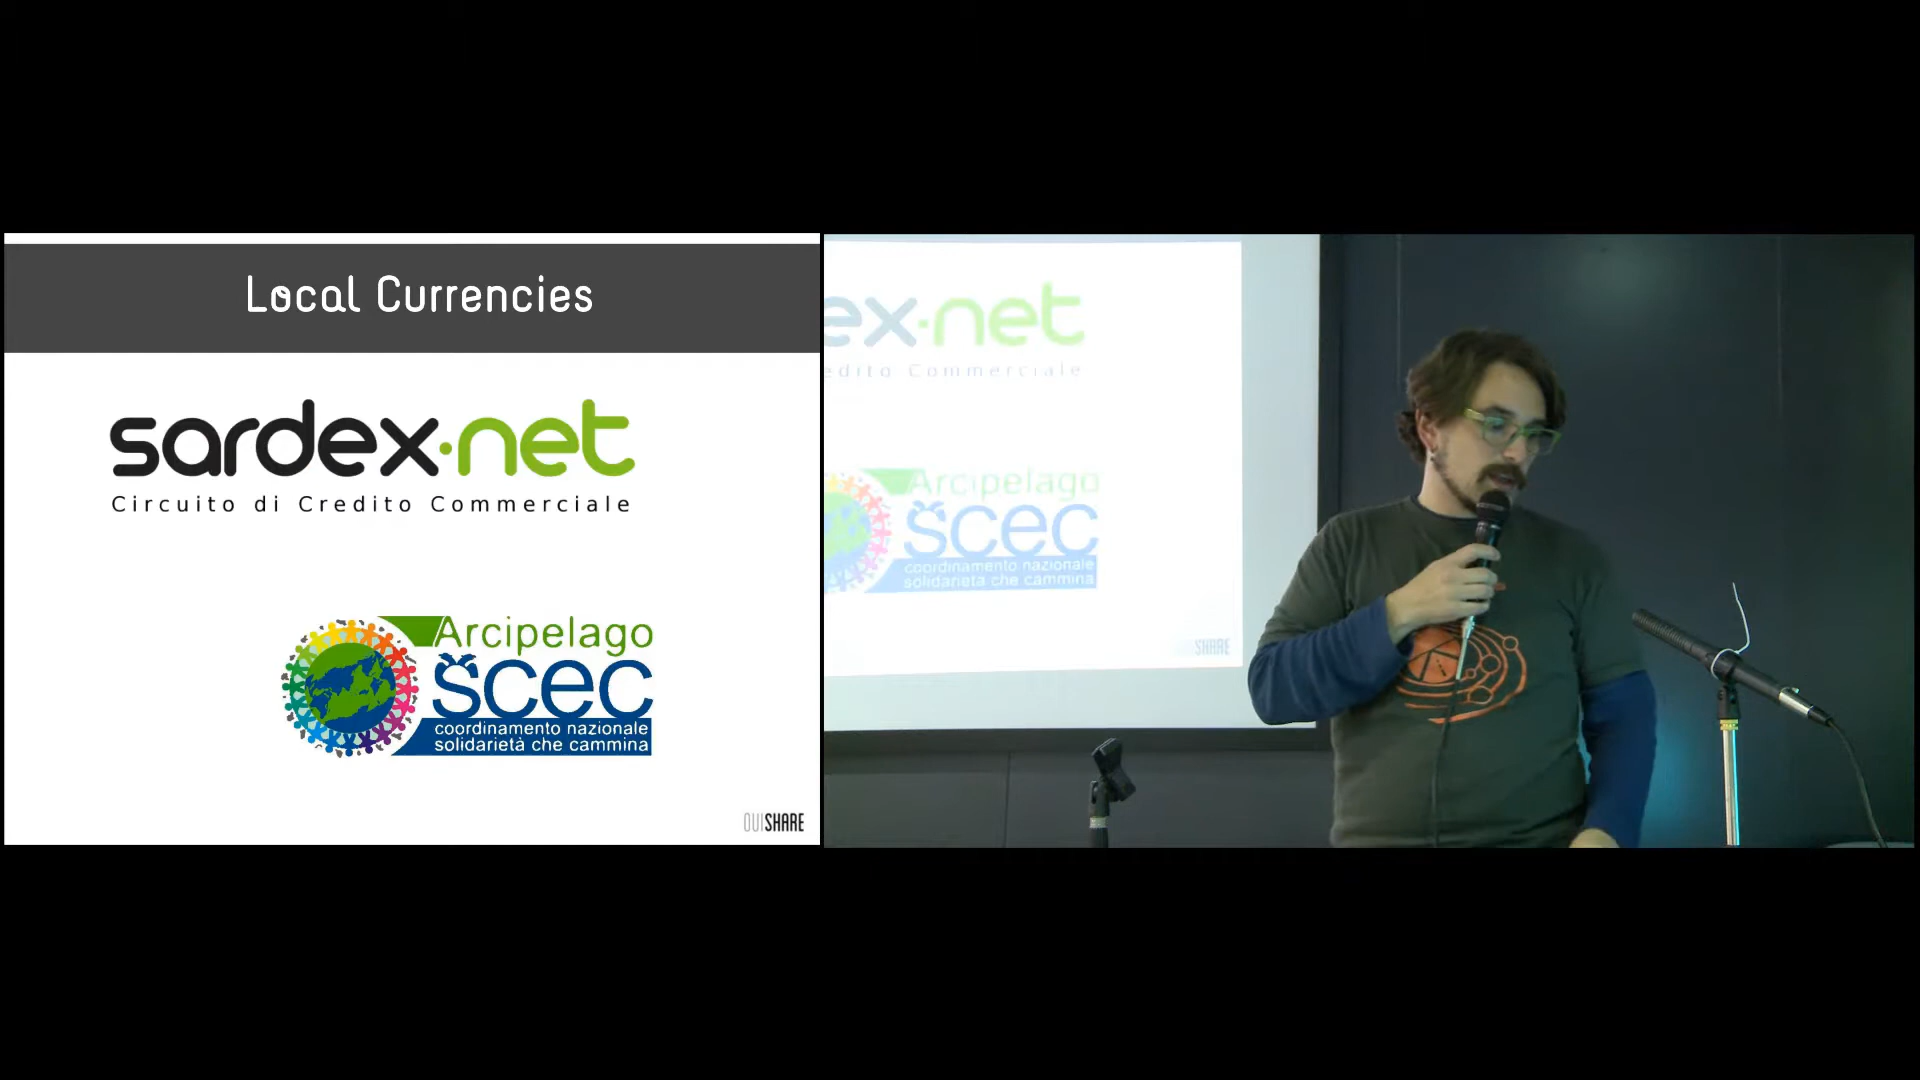 Local Currencies
sardex.net
Circuito di Credito Commerciale
Arcipelago
šcec
coordinamento nazionale
solidarietà che cammina
OUISHARE
ex.net
edito Commerciale
Arcipelago
šcec
coordinamento nazionale
solidarietà che cammina
OUISHARE